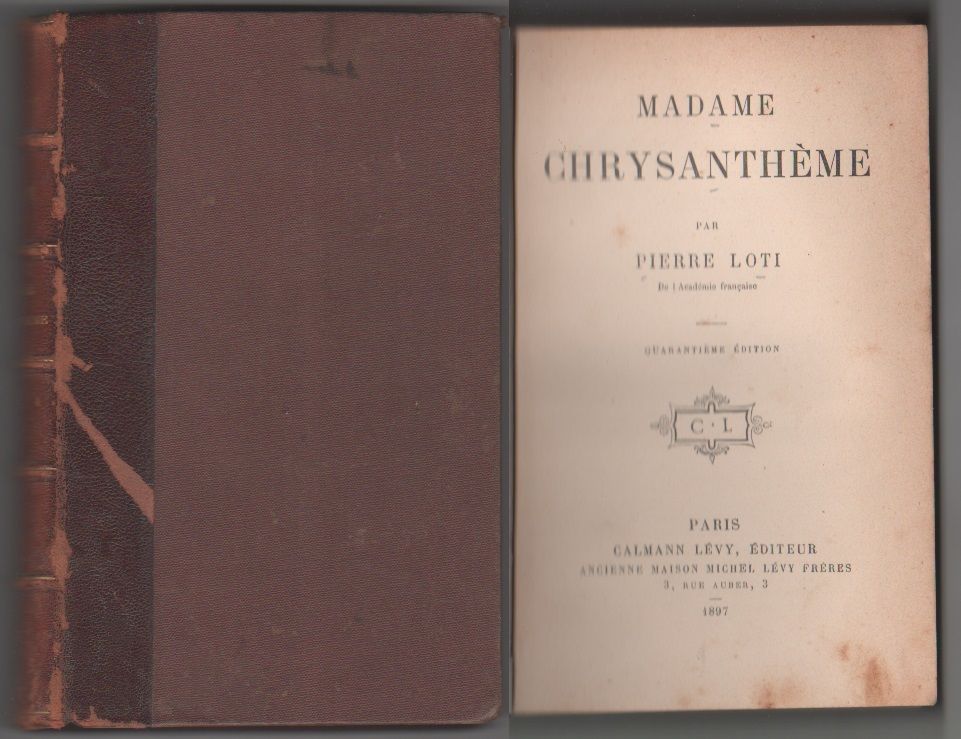 MADAME
CHRYSANTHÈME
PAR
PIERRE LOTI
De l'Académie française
QUARANTIÈME ÉDITION
C · L
PARIS
CALMANN LÉVY, ÉDITEUR
ANCIENNE MAISON MICHEL LÉVY FRÈRES
3, RUE AUBER, 3
1897